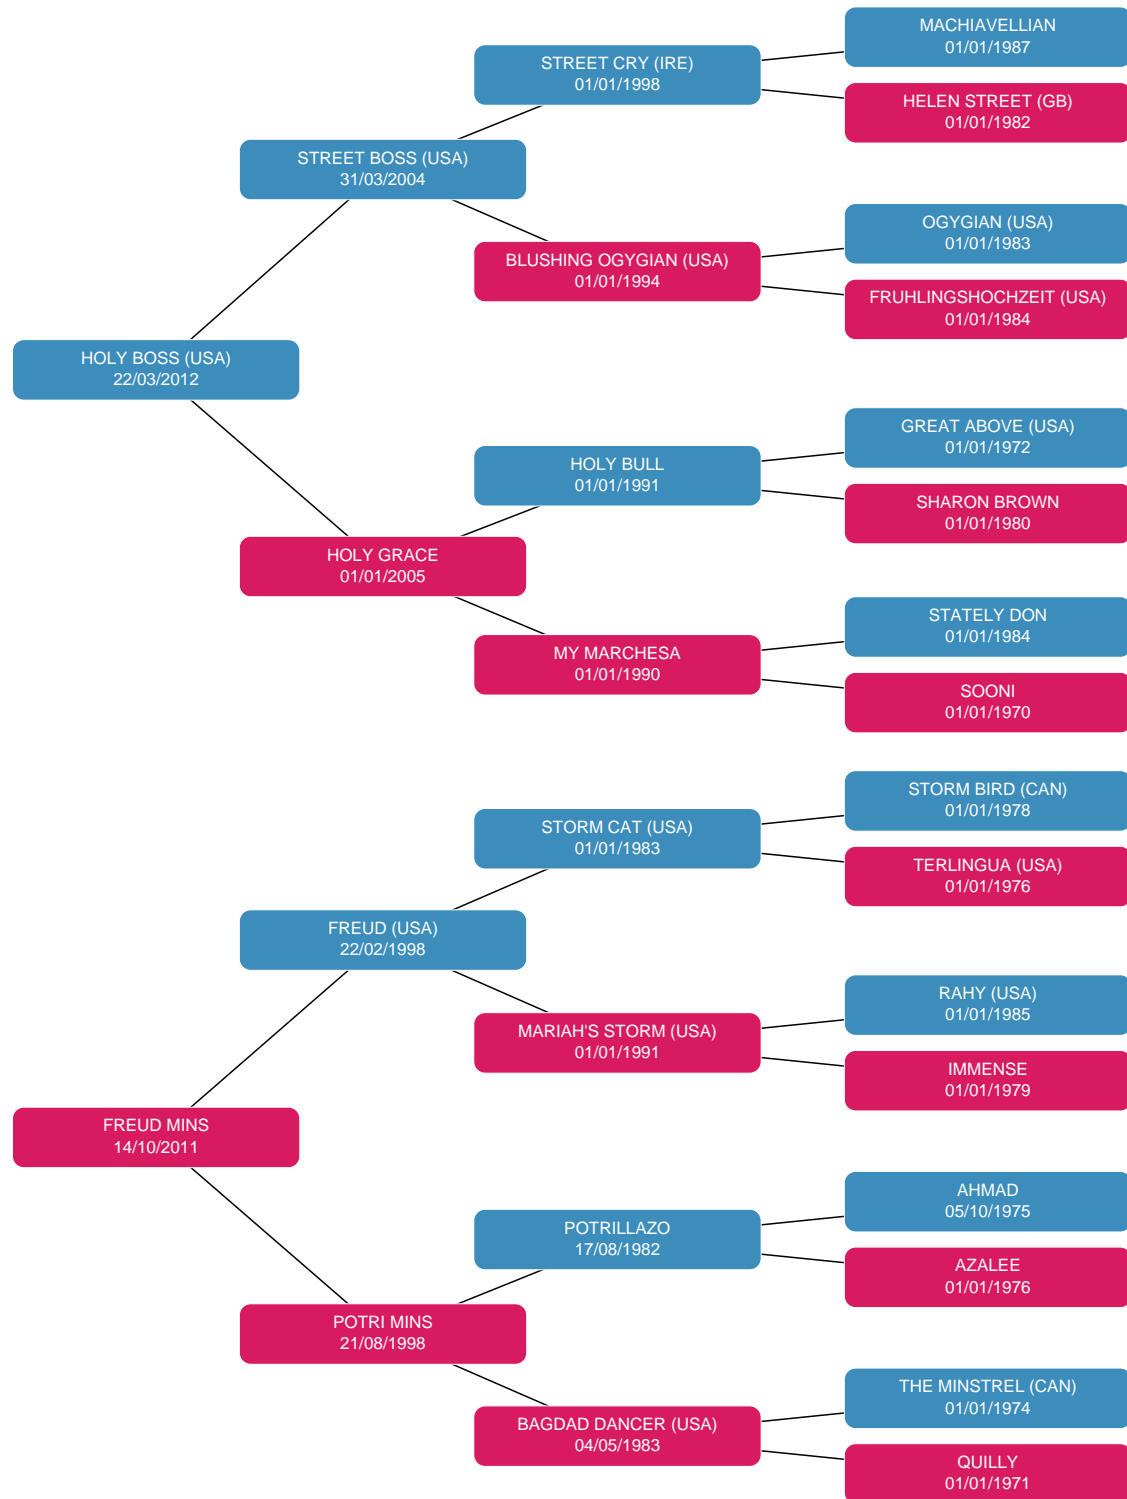 MACHIAVELLIAN
01/01/1987
STREET CRY (IRE)
01/01/1998
HELEN STREET (GB)
01/01/1982
STREET BOSS (USA)
31/03/2004
OGYGIAN (USA)
01/01/1983
BLUSHING OGYGIAN (USA)
01/01/1994
FRUHLINGSHOCHZEIT (USA)
01/01/1984
HOLY BOSS (USA)
22/03/2012
GREAT ABOVE (USA)
01/01/1972
HOLY BULL
01/01/1991
SHARON BROWN
01/01/1980
HOLY GRACE
01/01/2005
STATELY DON
01/01/1984
MY MARCHESA
01/01/1990
SOONI
01/01/1970
STORM BIRD (CAN)
01/01/1978
STORM CAT (USA)
01/01/1983
TERLINGUA (USA)
01/01/1976
FREUD (USA)
22/02/1998
RAHY (USA)
01/01/1985
MARIAH'S STORM (USA)
01/01/1991
IMMENSE
01/01/1979
FREUD MINS
14/10/2011
AHMAD
05/10/1975
POTRILLAZO
17/08/1982
AZALEE
01/01/1976
POTRI MINS
21/08/1998
THE MINSTREL (CAN)
01/01/1974
BAGDAD DANCER (USA)
04/05/1983
QUILLY
01/01/1971